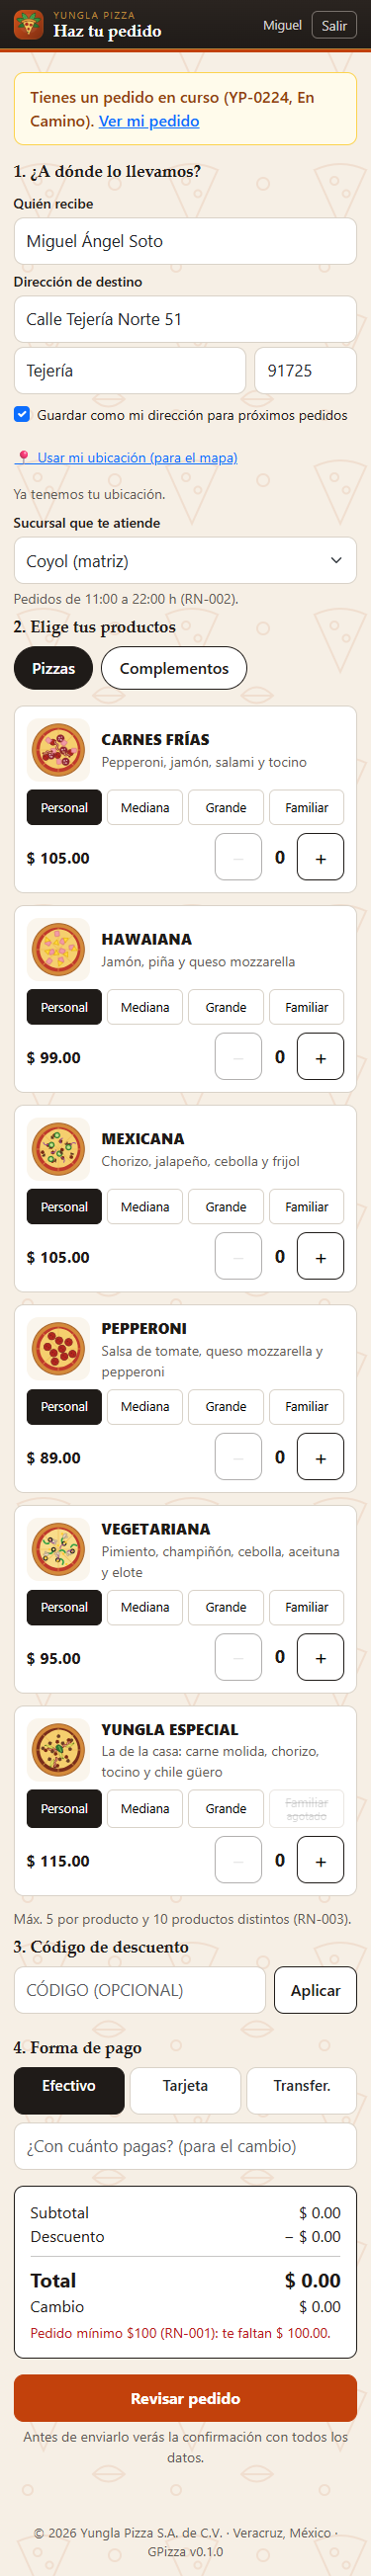 YUNGLA PIZZA
Haz tu pedido
Miguel
Salir
Tienes un pedido en curso (YP-0224, En
Camino). Ver mi pedido
1. ¿A dónde lo llevamos?
Quién recibe
Miguel Ángel Soto
Dirección de destino
Calle Tejería Norte 51
Tejería
91725
Guardar como mi dirección para próximos pedidos
Usar mi ubicación (para el mapa)
Ya tenemos tu ubicación.
Sucursal que te atiende
Coyol (matriz)
Pedidos de 11:00 a 22:00 h (RN-002).
2. Elige tus productos
Pizzas
Complementos
CARNES FRÍAS
Pepperoni, jamón, salami y tocino
Personal Mediana Grande Familiar
$ 105.00 − 0 +
HAWAIANA
Jamón, piña y queso mozzarella
Personal Mediana Grande Familiar
$ 99.00 − 0 +
MEXICANA
Chorizo, jalapeño, cebolla y frijol
Personal Mediana Grande Familiar
$ 105.00 − 0 +
PEPPERONI
Salsa de tomate, queso mozzarella y
pepperoni
Personal Mediana Grande Familiar
$ 89.00 − 0 +
VEGETARIANA
Pimiento, champiñón, cebolla, aceituna
y elote
Personal Mediana Grande Familiar
$ 95.00 − 0 +
YUNGLA ESPECIAL
La de la casa: carne molida, chorizo,
tocino y chile güero
Personal Mediana Grande Familiar
agotado
$ 115.00 − 0 +
Máx. 5 por producto y 10 productos distintos (RN-003).
3. Código de descuento
CÓDIGO (OPCIONAL)
Aplicar
4. Forma de pago
Efectivo Tarjeta Transfer.
¿Con cuánto pagas? (para el cambio)
Subtotal $ 0.00
Descuento − $ 0.00
Total $ 0.00
Cambio $ 0.00
Pedido mínimo $100 (RN-001): te faltan $ 100.00.
Revisar pedido
Antes de enviarlo verás la confirmación con todos los
datos.
© 2026 Yungla Pizza S.A. de C.V. · Veracruz, México ·
GPizza v0.1.0